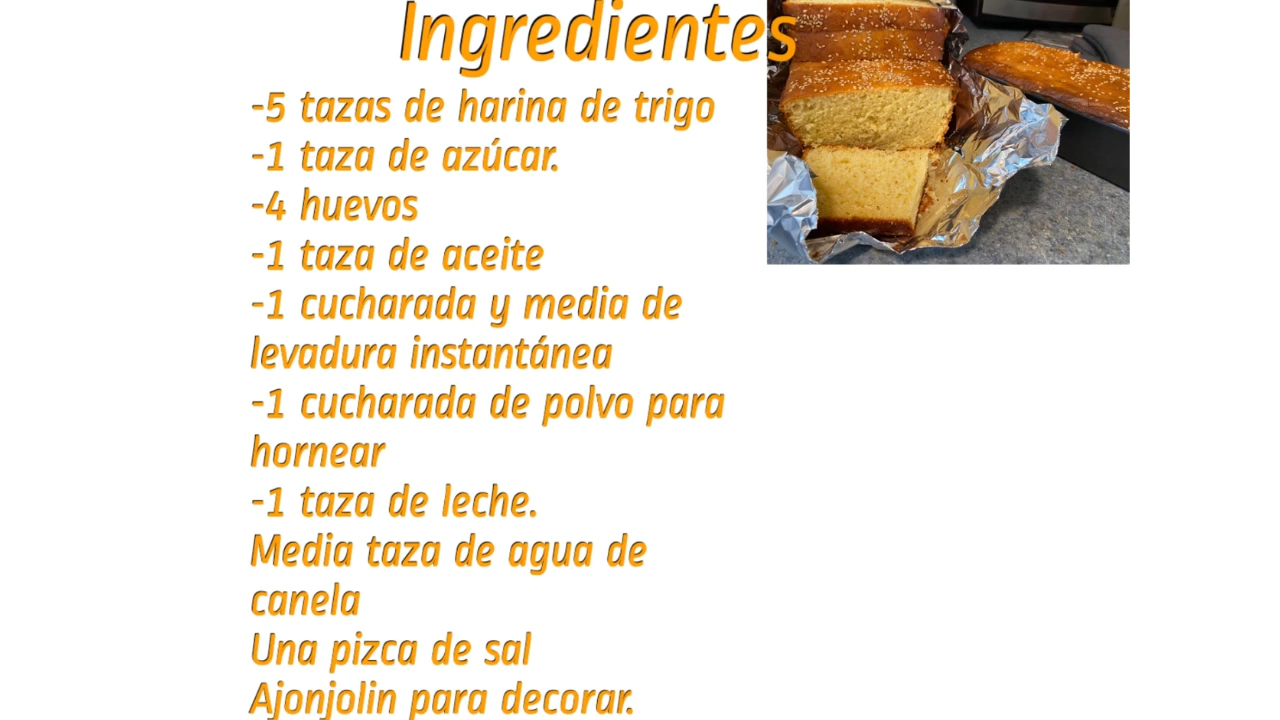 Ingredientes
-5 tazas de harina de trigo
-1 taza de azúcar.
-4 huevos
-1 taza de aceite
-1 cucharada y media de
levadura instantánea
-1 cucharada de polvo para
hornear
-1 taza de leche.
Media taza de agua de
canela
Una pizca de sal
Ajonjolin para decorar.